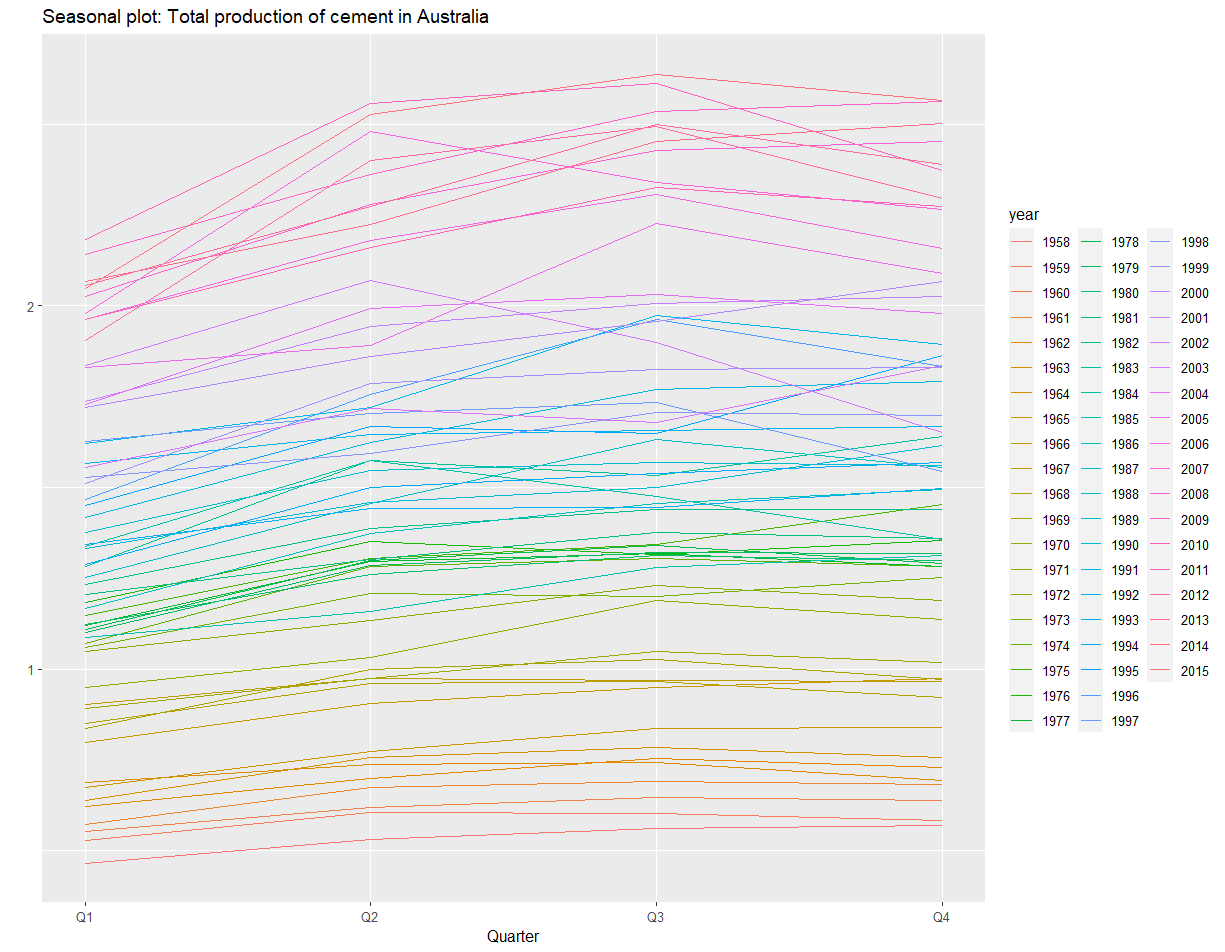 Seasonal plot: Total production of cement in Australia
2
1
Q1 Q2 Q3 Q4
Quarter
year
1958 1978 1998
1959 1979 1999
1960 1980 2000
1961 1981 2001
1962 1982 2002
1963 1983 2003
1964 1984 2004
1965 1985 2005
1966 1986 2006
1967 1987 2007
1968 1988 2008
1969 1989 2009
1970 1990 2010
1971 1991 2011
1972 1992 2012
1973 1993 2013
1974 1994 2014
1975 1995 2015
1976 1996
1977 1997